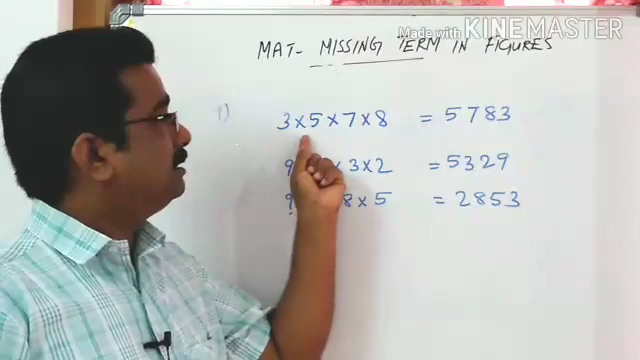 Made with KINEMASTER
MAT- MISSING TERM IN FIGURES
1) 3×5×7×8 = 5783
9 × 3×2 = 5329
? 8×5 = 2853